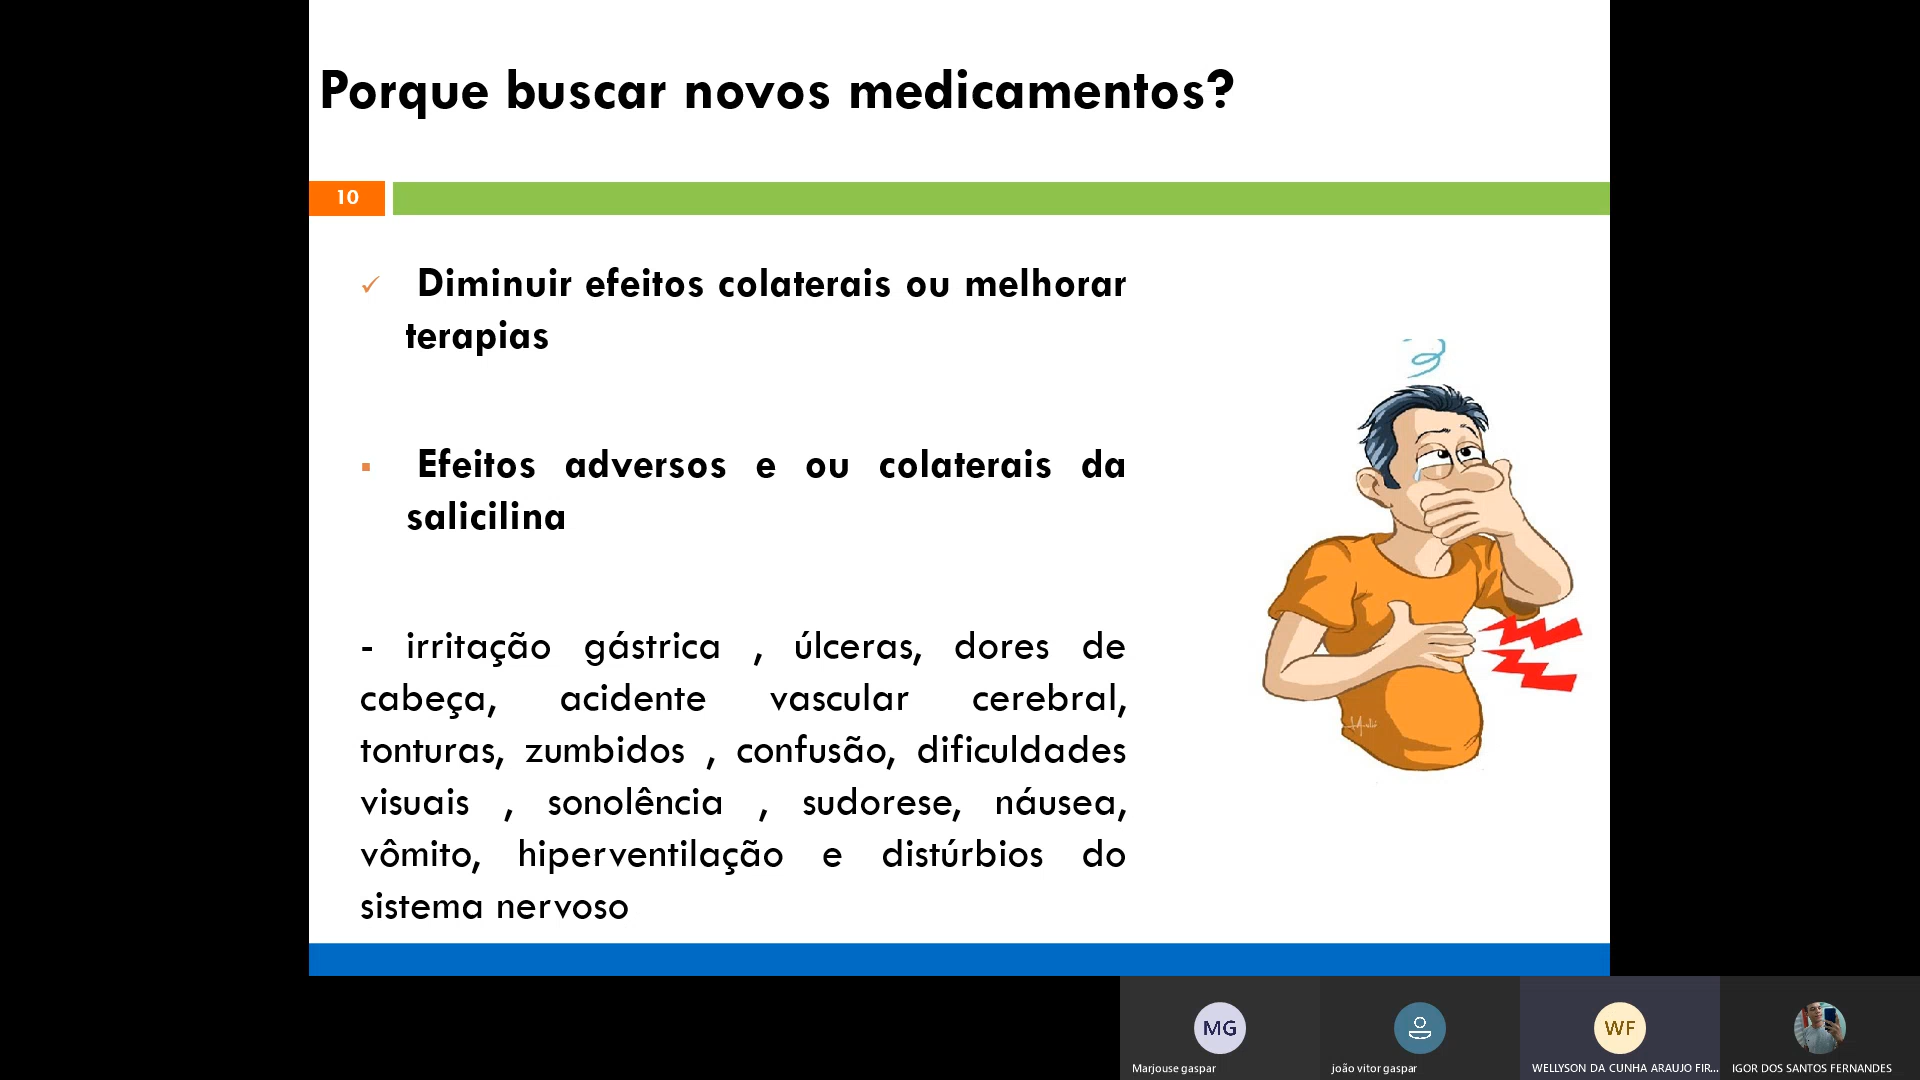 Porque buscar novos medicamentos?
10
Diminuir efeitos colaterais ou melhorar
terapias
Efeitos adversos e ou colaterais da
salicilina
- irritação gástrica , úlceras, dores de
cabeça, acidente vascular cerebral,
tonturas, zumbidos , confusão, dificuldades
visuais , sonolência , sudorese, náusea,
vômito, hiperventilação e distúrbios do
sistema nervoso
MG
WF
Marjouse gaspar
joão vitor gaspar
WELLYSON DA CUNHA ARAUJO FIR...
IGOR DOS SANTOS FERNANDES